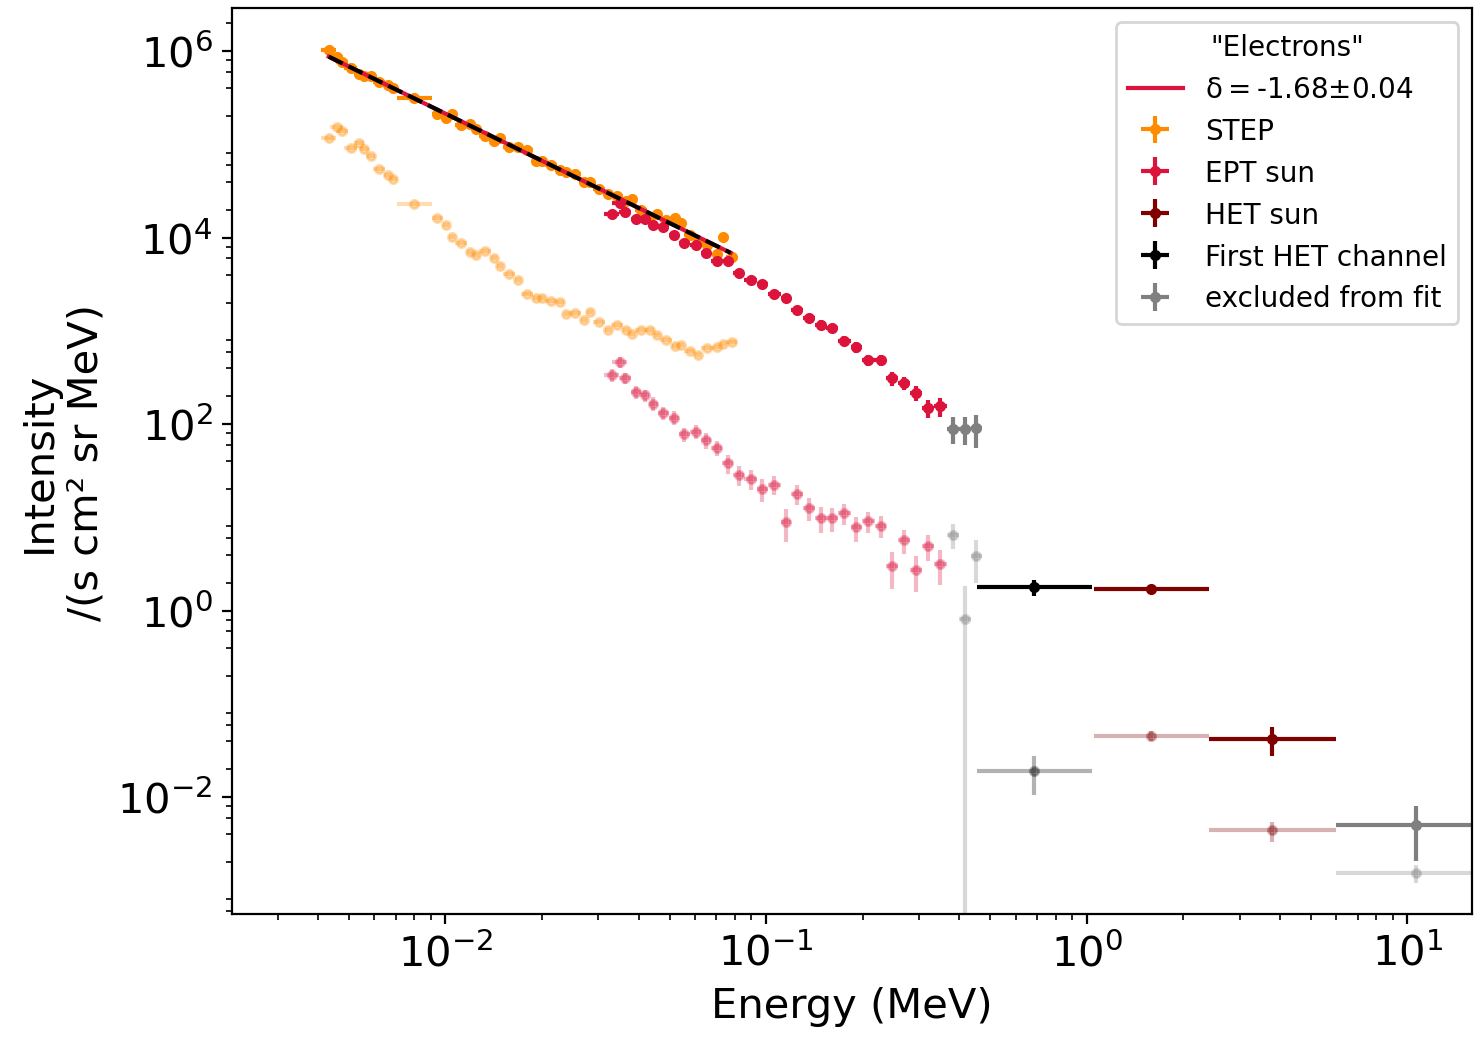 "Electrons"
δ = -1.68±0.04
STEP
EPT sun
HET sun
First HET channel
excluded from fit
Intensity
/(s cm² sr MeV)
10⁶
10⁴
10²
10⁰
10⁻²
10⁻² 10⁻¹ 10⁰ 10¹
Energy (MeV)